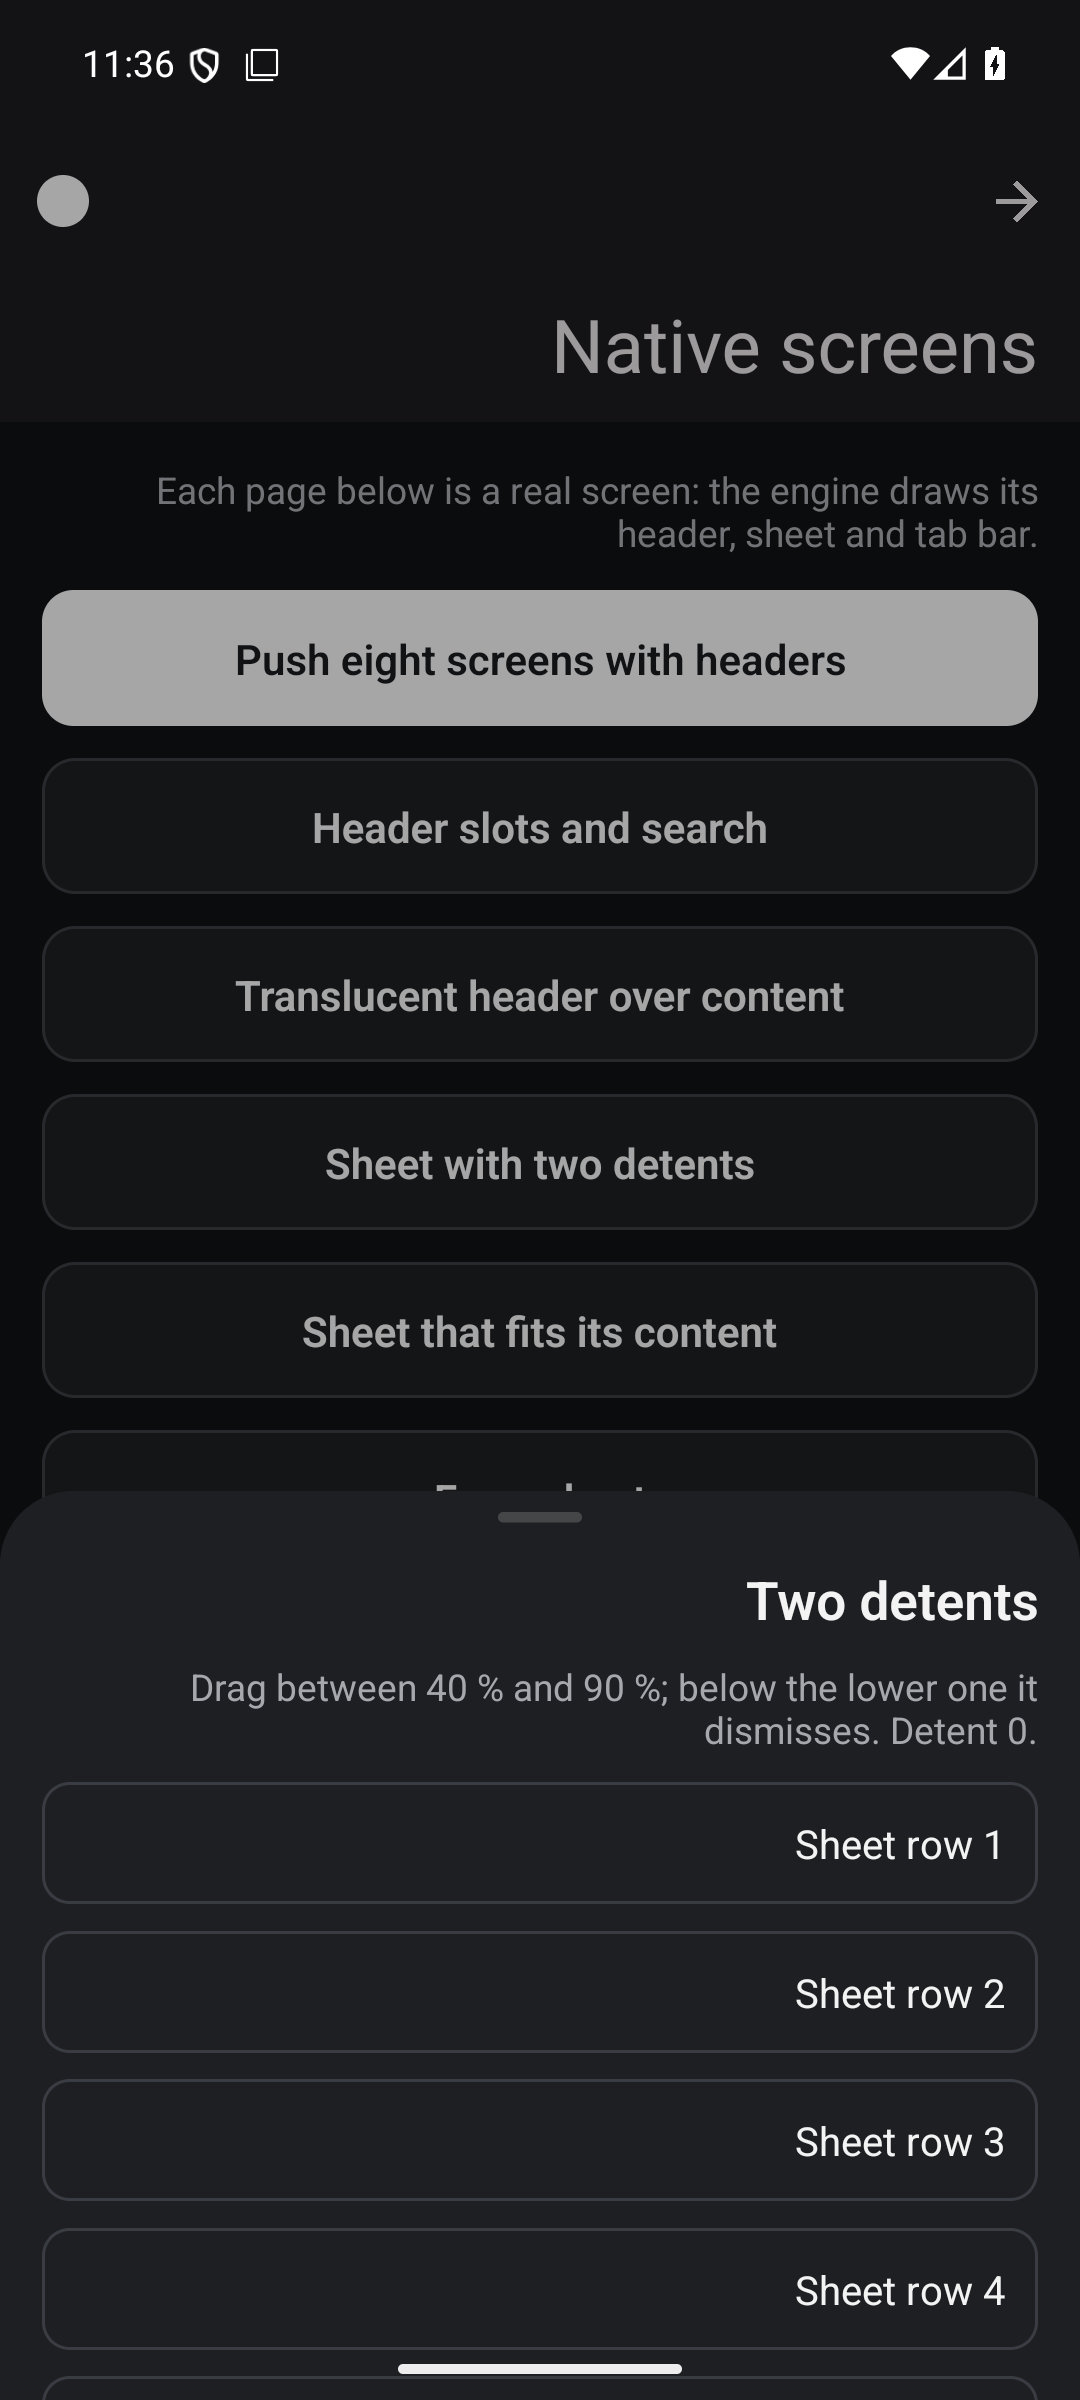 11:36
Native screens
Each page below is a real screen: the engine draws its
header, sheet and tab bar.
Push eight screens with headers
Header slots and search
Translucent header over content
Sheet with two detents
Sheet that fits its content
Two detents
Drag between 40 % and 90 %; below the lower one it
dismisses. Detent 0.
Sheet row 1
Sheet row 2
Sheet row 3
Sheet row 4